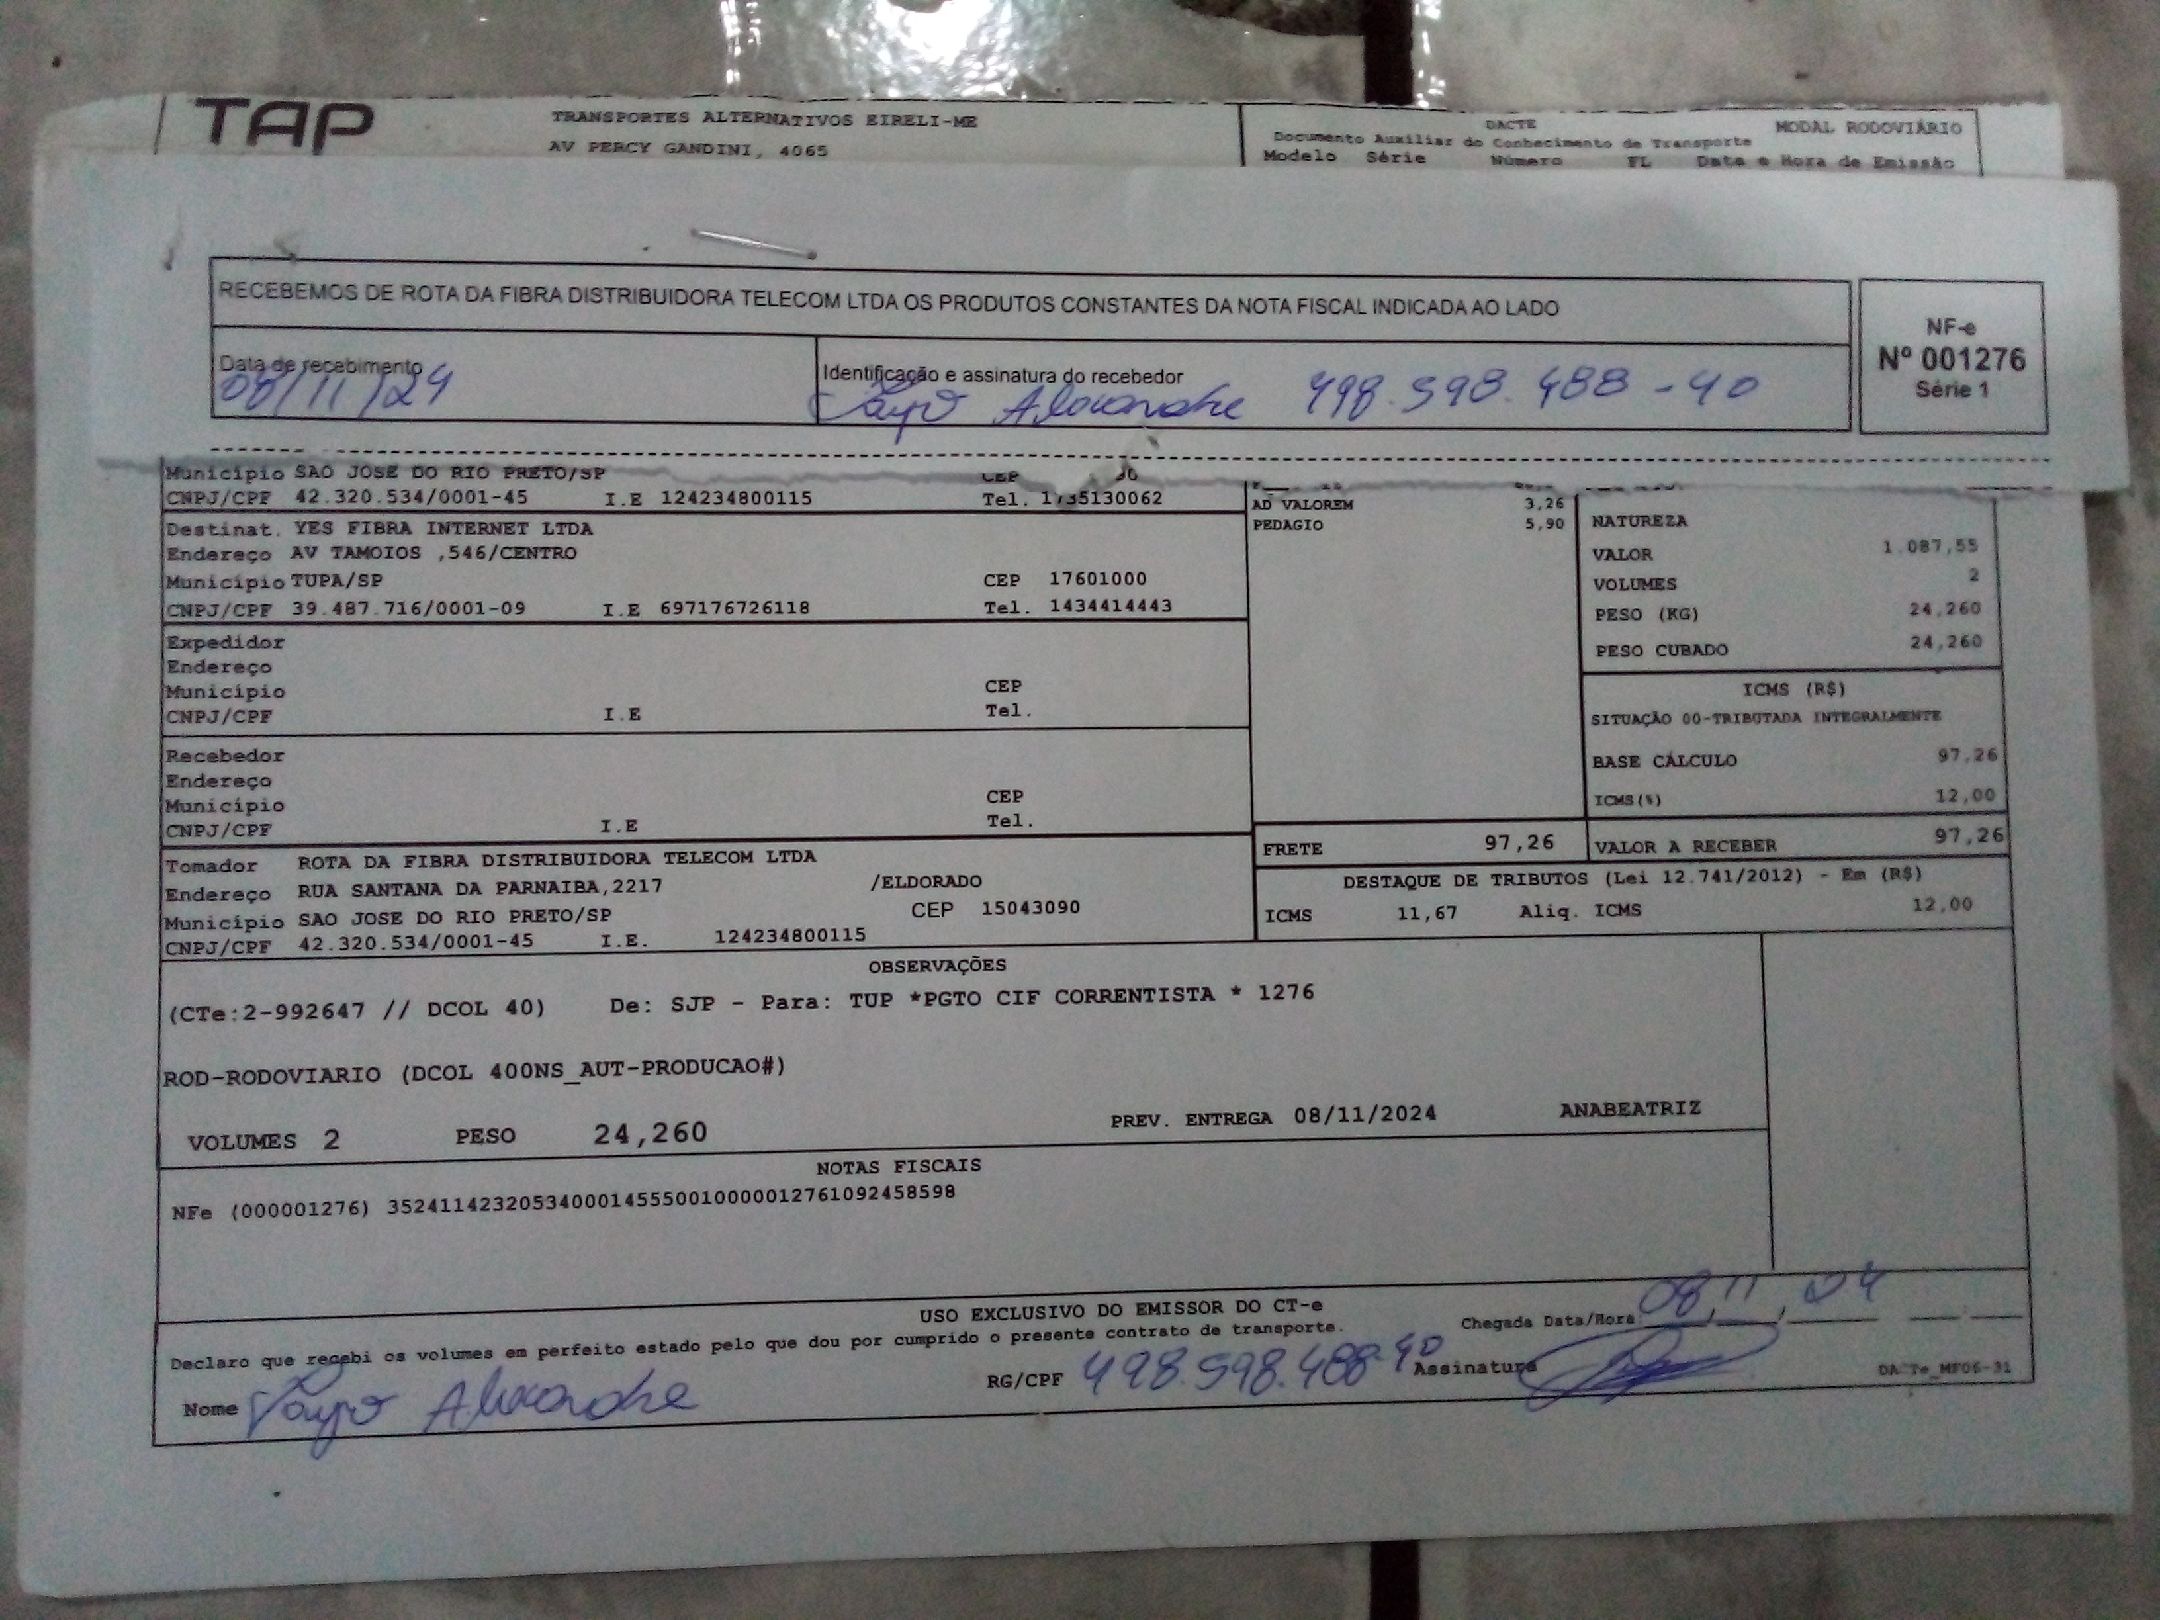 TAP
TRANSPORTES ALTERNATIVOS EIRELI-ME
AV PERCY GANDINI, 4065
DACTE MODAL RODOVIÁRIO
Documento Auxiliar do Conhecimento de Transporte
Modelo Série Número FL Data e Hora de Emissão
RECEBEMOS DE ROTA DA FIBRA DISTRIBUIDORA TELECOM LTDA OS PRODUTOS CONSTANTES DA NOTA FISCAL INDICADA AO LADO
NF-e
Nº 001276
Série 1
Data de recebimento
08/11/24
Identificação e assinatura do recebedor
Alexandre 498.598.488-40
Município SAO JOSE DO RIO PRETO/SP CEP
CNPJ/CPF 42.320.534/0001-45 I.E 124234800115 Tel. 1735130062
Destinat. YES FIBRA INTERNET LTDA
Endereço AV TAMOIOS ,546/CENTRO
Município TUPA/SP CEP 17601000
CNPJ/CPF 39.487.716/0001-09 I.E 697176726118 Tel. 1434414443
Expedidor
Endereço
Município CEP
CNPJ/CPF I.E Tel.
Recebedor
Endereço
Município CEP
CNPJ/CPF I.E Tel.
Tomador ROTA DA FIBRA DISTRIBUIDORA TELECOM LTDA
Endereço RUA SANTANA DA PARNAIBA,2217 /ELDORADO
Município SAO JOSE DO RIO PRETO/SP CEP 15043090
CNPJ/CPF 42.320.534/0001-45 I.E. 124234800115
AD VALOREM 3,26
PEDAGIO 5,90
FRETE 97,26
NATUREZA
VALOR 1.087,55
VOLUMES 2
PESO (KG) 24,260
PESO CUBADO 24,260
ICMS (R$)
SITUAÇÃO 00-TRIBUTADA INTEGRALMENTE
BASE CÁLCULO 97,26
ICMS(%) 12,00
VALOR A RECEBER 97,26
DESTAQUE DE TRIBUTOS (Lei 12.741/2012) - Em (R$)
ICMS 11,67 Aliq. ICMS 12,00
OBSERVAÇÕES
(CTe:2-992647 // DCOL 40) De: SJP - Para: TUP *PGTO CIF CORRENTISTA * 1276
ROD-RODOVIARIO (DCOL 400NS_AUT-PRODUCAO#)
VOLUMES 2 PESO 24,260 PREV. ENTREGA 08/11/2024 ANABEATRIZ
NOTAS FISCAIS
NFe (000001276) 35241142320534000145550010000012761092458598
USO EXCLUSIVO DO EMISSOR DO CT-e
Declaro que recebi os volumes em perfeito estado pelo que dou por cumprido o presente contrato de transporte.
Chegada Data/Hora 08 11 24
Nome Alexandre RG/CPF 498.598.488-40 Assinatura